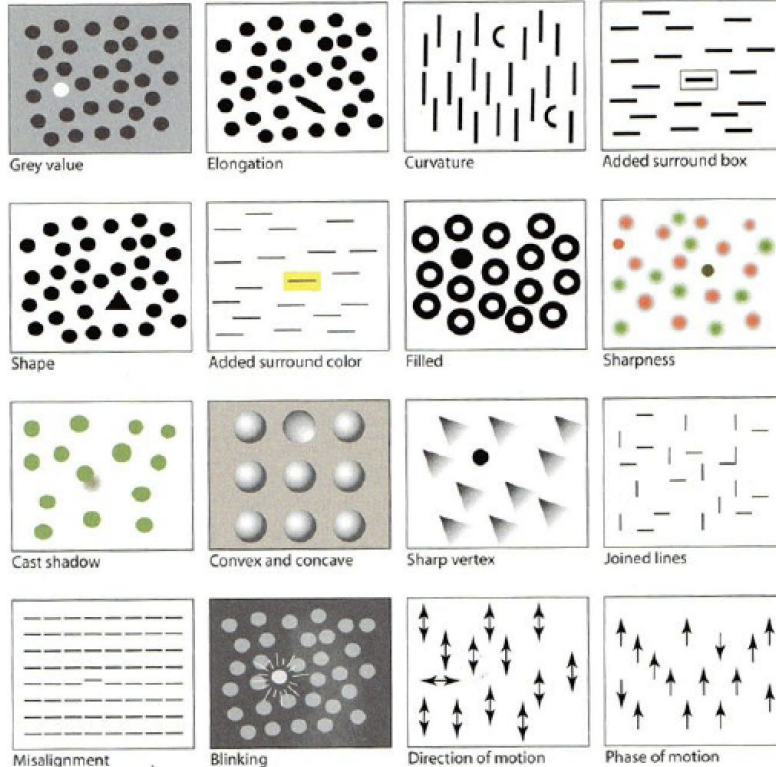 Grey value
Elongation
Curvature
Added surround box
Shape
Added surround color
Filled
Sharpness
Cast shadow
Convex and concave
Sharp vertex
Joined lines
Misalignment
Blinking
Direction of motion
Phase of motion